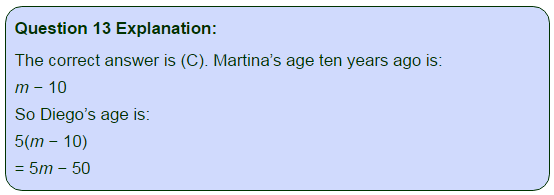 Question 13 Explanation:
The correct answer is (C). Martina’s age ten years ago is:
m − 10
So Diego’s age is:
5(m − 10)
= 5m − 50